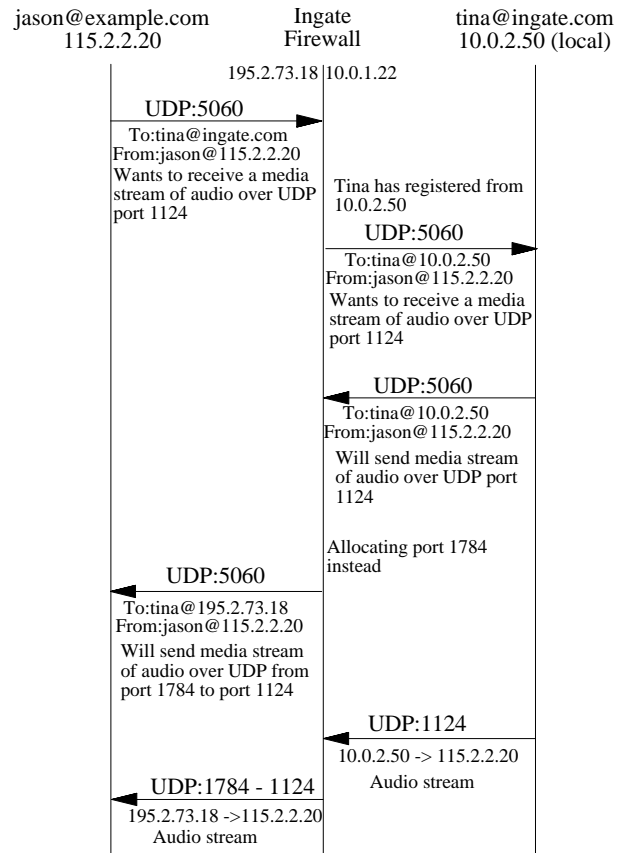 jason@example.com
115.2.2.20
Ingate
Firewall
tina@ingate.com
10.0.2.50 (local)
195.2.73.18
10.0.1.22
UDP:5060
To:tina@ingate.com
From:jason@115.2.2.20
Wants to receive a media
stream of audio over UDP
port 1124
Tina has registered from
10.0.2.50
UDP:5060
To:tina@10.0.2.50
From:jason@115.2.2.20
Wants to receive a media
stream of audio over UDP
port 1124
UDP:5060
To:tina@10.0.2.50
From:jason@115.2.2.20
Will send media stream
of audio over UDP port
1124
Allocating port 1784
instead
UDP:5060
To:tina@195.2.73.18
From:jason@115.2.2.20
Will send media stream
of audio over UDP from
port 1784 to port 1124
UDP:1124
10.0.2.50 -> 115.2.2.20
Audio stream
UDP:1784 - 1124
195.2.73.18 ->115.2.2.20
Audio stream